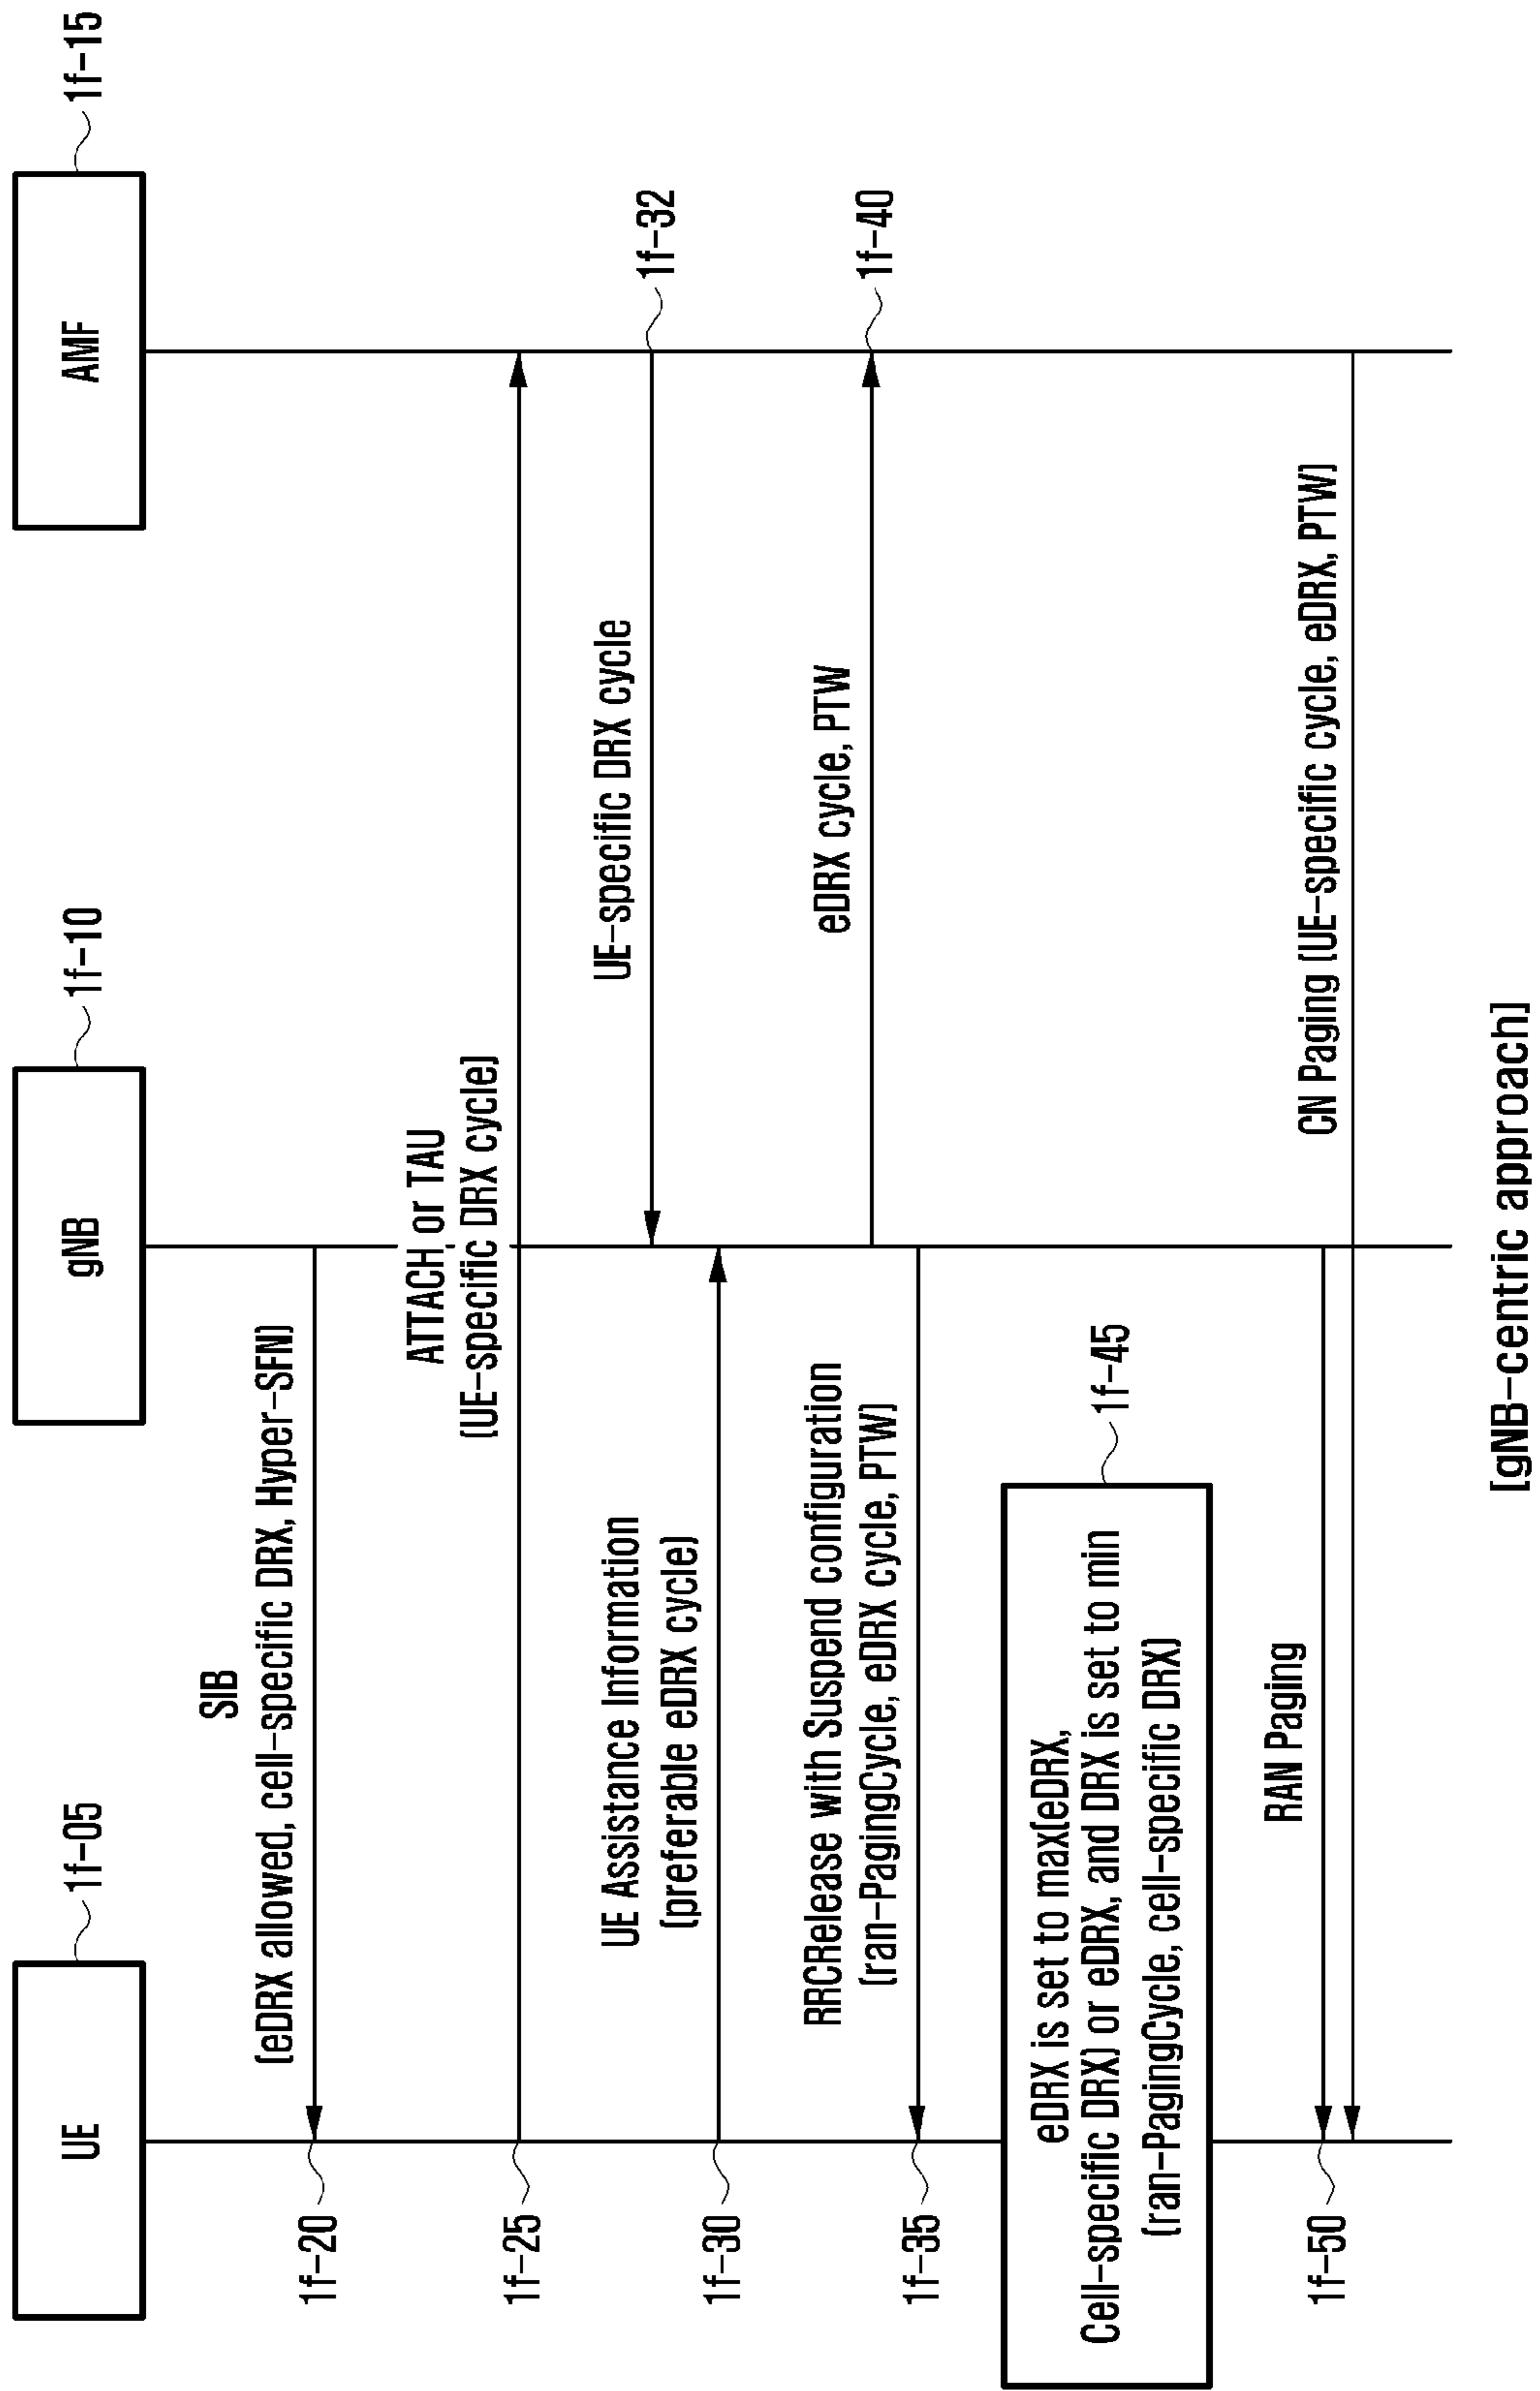 UE
1f-05
gNB
1f-10
AMF
1f-15
SIB
(eDRX allowed, cell-specific DRX, Hyper-SFN)
1f-20
ATTACH or TAU
(UE-specific DRX cycle)
1f-25
UE-specific DRX cycle
1f-32
UE Assistance Information
(preferable eDRX cycle)
1f-30
eDRX cycle, PTW
1f-40
RRCRelease with Suspend configuration
(ran-PagingCycle, eDRX cycle, PTW)
1f-35
eDRX is set to max(eDRX,
Cell-specific DRX) or eDRX, and DRX is set to min
(ran-PagingCycle, cell-specific DRX)
1f-45
RAN Paging
CN Paging (UE-specific cycle, eDRX, PTW)
1f-50
[gNB-centric approach]